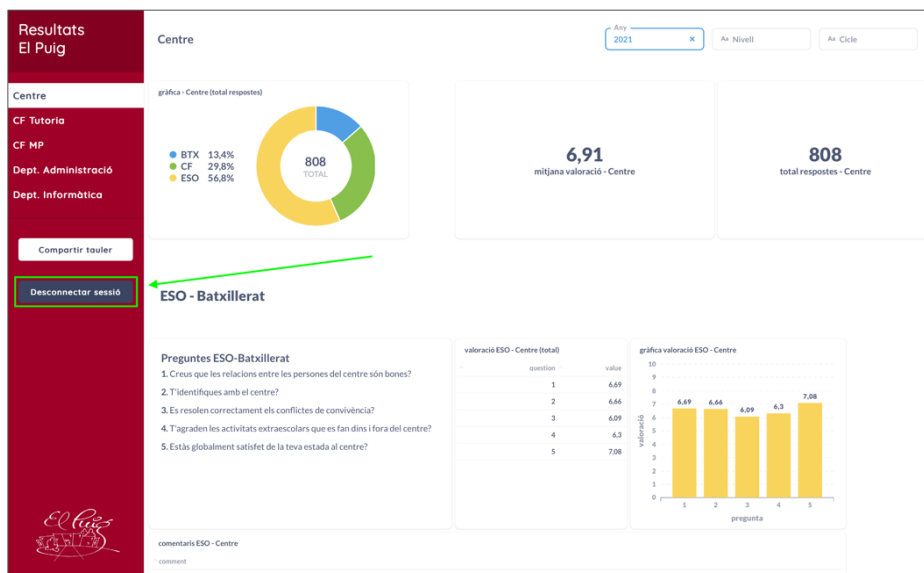 Resultats
El Puig
Centre
CF Tutoria
CF MP
Dept. Administració
Dept. Informàtica
Compartir tauler
Desconnectar sessió
El Puig
Centre
Any
2021
×
Aa Nivell
Aa Cicle
gràfica - Centre (total respostes)
BTX 13,4%
CF 29,8%
ESO 56,8%
808
TOTAL
6,91
mitjana valoració - Centre
808
total respostes - Centre
ESO - Batxillerat
Preguntes ESO-Batxillerat
1. Creus que les relacions entre les persones del centre són bones?
2. T'identifiques amb el centre?
3. Es resolen correctament els conflictes de convivència?
4. T'agraden les activitats extraescolars que es fan dins i fora del centre?
5. Estàs globalment satisfet de la teva estada al centre?
valoració ESO - Centre (total)
question value
1 6,69
2 6,66
3 6,09
4 6,3
5 7,08
gràfica valoració ESO - Centre
valoració
10
9
8
7
6
5
4
3
2
1
0
6,69 6,66 6,09 6,3 7,08
1 2 3 4 5
pregunta
comentaris ESO - Centre
comment